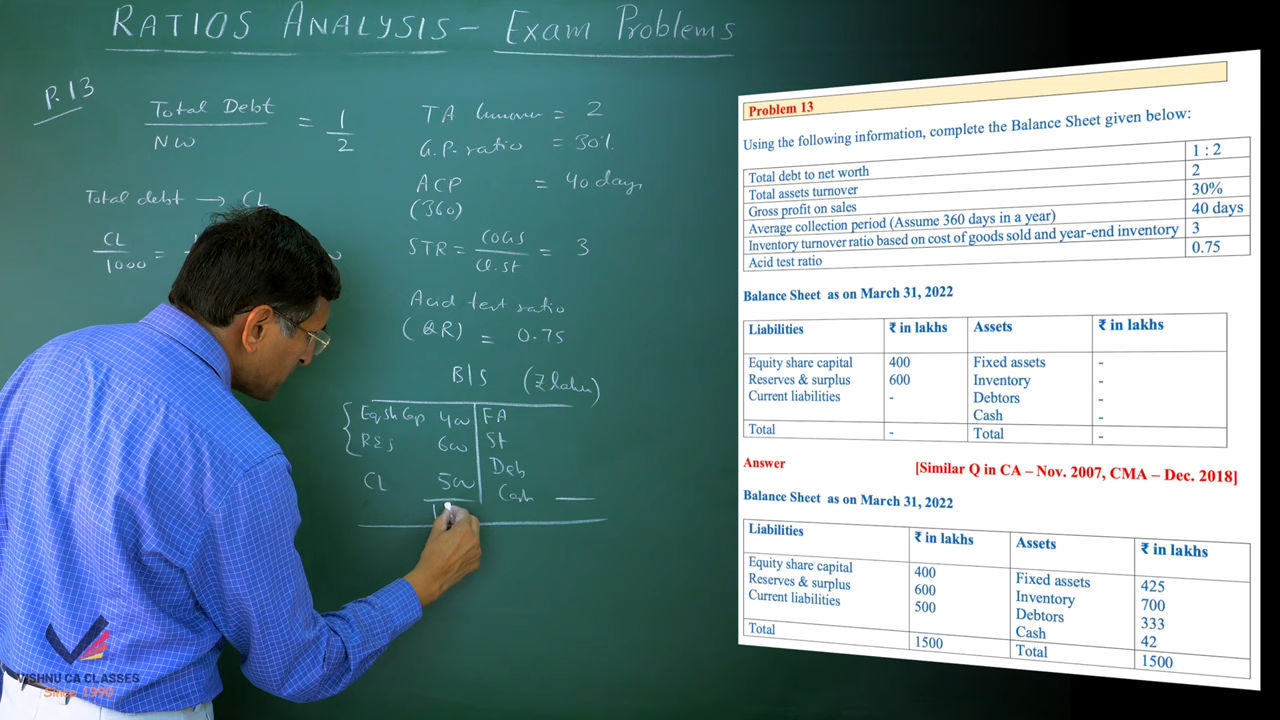 RATIOS ANALYSIS - Exam Problems
P.13
Total Debt
NW
= 1
2
Total debt → CL
CL
1000
=
TA turnover = 2
G.P. ratio = 30%
ACP = 40 days
(360)
STR = COGS
Cl. st
= 3
Acid test ratio
(QR) = 0.75
B/S (₹ lakhs)
Eq. Sh Cap 400 FA
R&S 600 St
Deb
CL 500 Cash
Problem 13
Using the following information, complete the Balance Sheet given below:
Total debt to net worth 1 : 2
Total assets turnover 2
Gross profit on sales 30%
Average collection period (Assume 360 days in a year) 40 days
Inventory turnover ratio based on cost of goods sold and year-end inventory 3
Acid test ratio 0.75
Balance Sheet as on March 31, 2022
Liabilities ₹ in lakhs Assets ₹ in lakhs
Equity share capital 400 Fixed assets -
Reserves & surplus 600 Inventory -
Current liabilities - Debtors -
Cash -
Total - Total -
Answer [Similar Q in CA – Nov. 2007, CMA – Dec. 2018]
Balance Sheet as on March 31, 2022
Liabilities ₹ in lakhs Assets ₹ in lakhs
Equity share capital 400 Fixed assets 425
Reserves & surplus 600 Inventory 700
Current liabilities 500 Debtors 333
Cash 42
Total 1500 Total 1500
VISHNU CA CLASSES
Since 1990